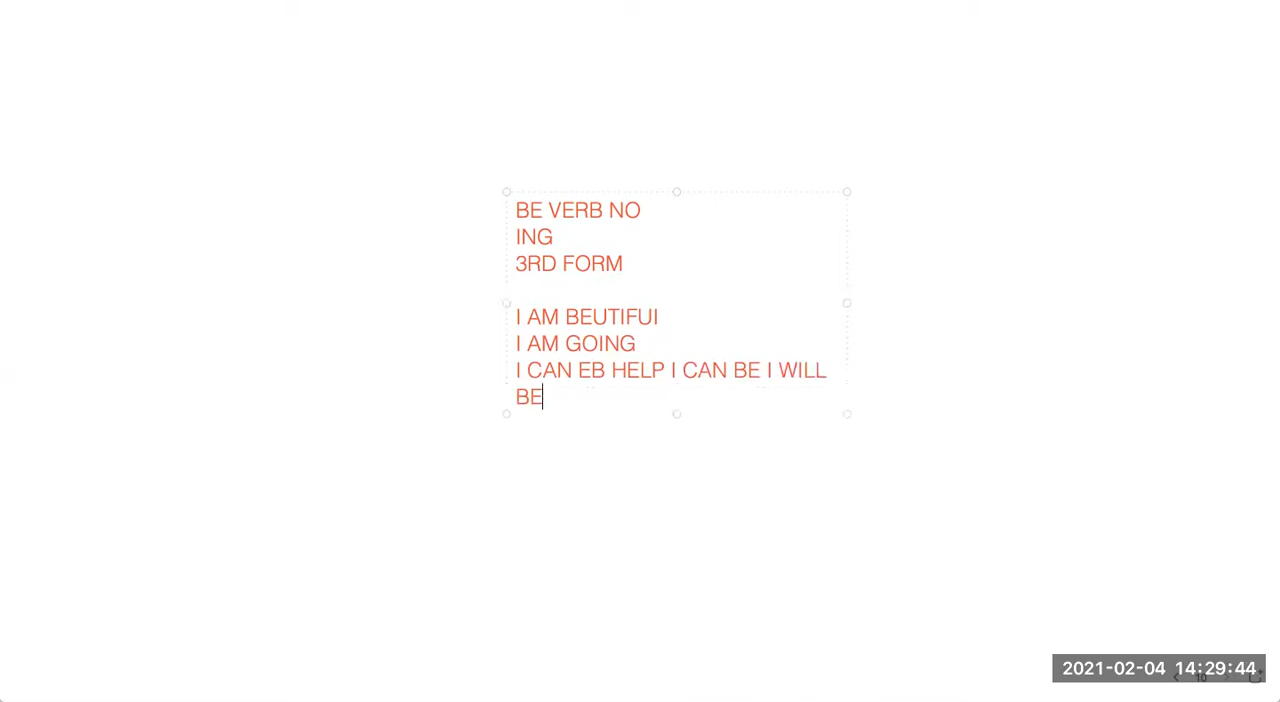 BE VERB NO
ING
3RD FORM
I AM BEUTIFUI
I AM GOING
I CAN EB HELP I CAN BE I WILL
BE
2021-02-04 14:29:44